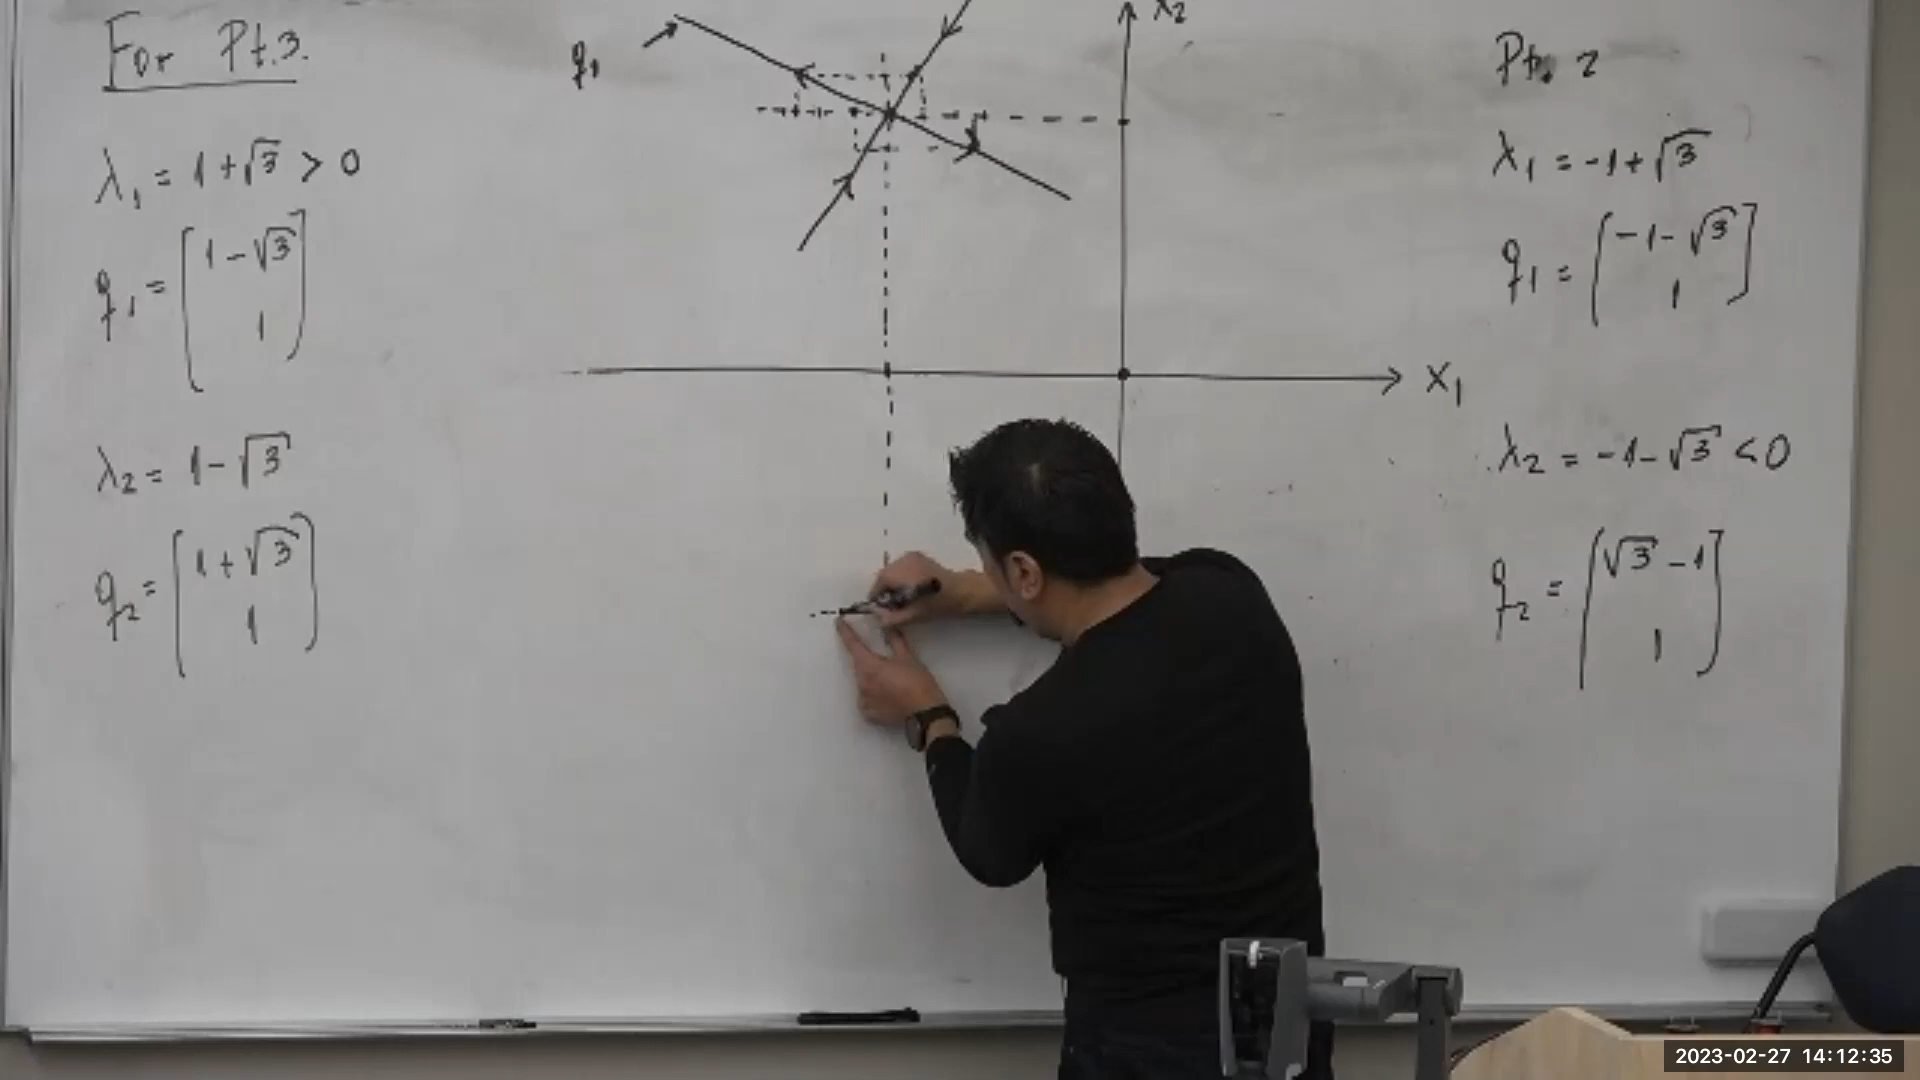 For Pt.3.
λ₁ = 1+√3 > 0
q₁ = [1-√3
1]
λ₂ = 1-√3
q₂ = [1+√3
1]
q₁
x₂
x₁
Pt. 2
λ₁ = -1+√3
q₁ = [-1-√3
1]
λ₂ = -1-√3 < 0
q₂ = [√3-1
1]
2023-02-27 14:12:35